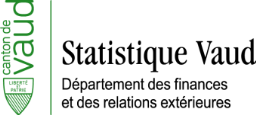 canton de
vaud
LIBERTÉ
ET
PATRIE
Statistique Vaud
Département des finances
et des relations extérieures